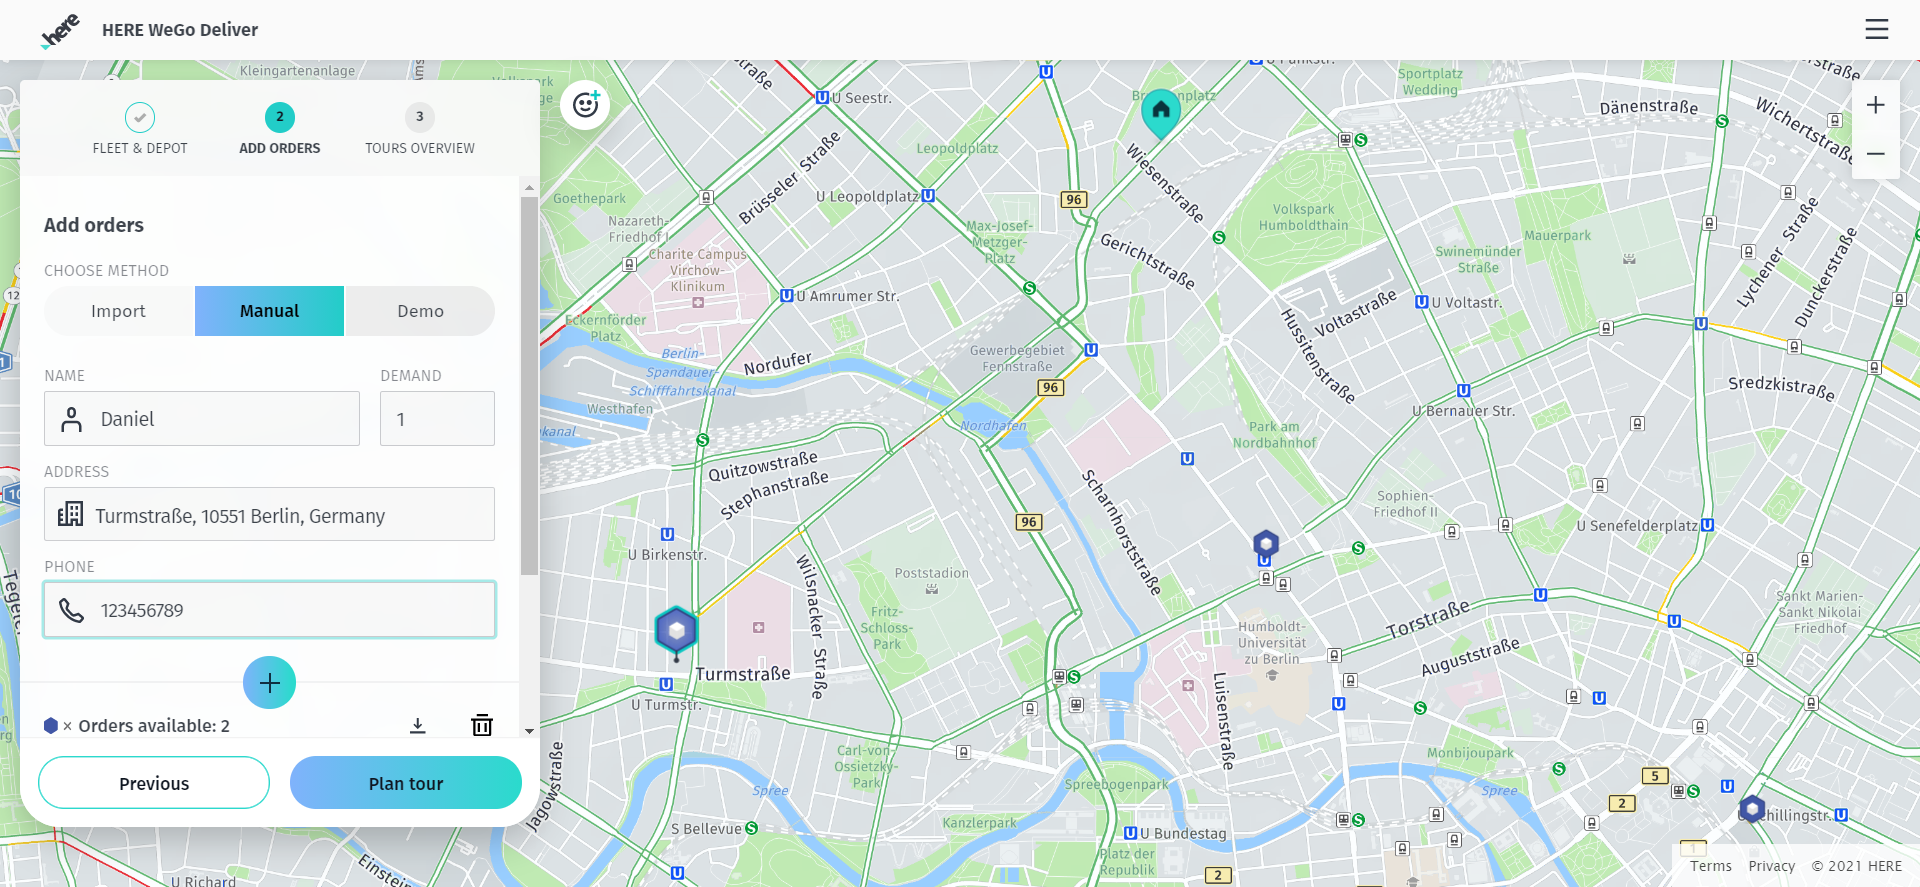 here
HERE WeGo Deliver
FLEET & DEPOT
2
ADD ORDERS
3
TOURS OVERVIEW
Add orders
CHOOSE METHOD
Import
Manual
Demo
NAME
DEMAND
Daniel
1
ADDRESS
Turmstraße, 10551 Berlin, Germany
PHONE
123456789
× Orders available: 2
Previous
Plan tour
Kleingartenanlage
U Seestr.
Sportplatz
Wedding
Dänenstraße
Wichertstraße
Leopoldplatz
Brüsseler Straße
Wiesenstraße
Goethepark
U Leopoldplatz
96
Volkspark
Humboldthain
Nazareth-
Friedhof I
Max-Josef-
Metzger-
Platz
Gerichtstraße
Mauerpark
Swinemünder
Straße
Lychener Straße
Dunckerstraße
Charite Campus
Virchow-
Klinikum
U Amrumer Str.
U Voltastr.
Voltastraße
Hussitenstraße
Eckernförder
Platz
Berlin-
Spandauer-
Schifffahrtskanal
Nordufer
Gewerbegebiet
Fennstraße
96
Sredzkistraße
Westhafen
U Bernauer Str.
Nordhafen
Park am
Nordbahnhof
Quitzowstraße
Stephanstraße
Scharnhorststraße
Sophien-
Friedhof II
96
U Senefelderplatz
U Birkenstr.
Wilsnacker Straße
Poststadion
Fritz-
Schloss-
Park
Sankt Marien-
Sankt Nikolai
Friedhof
Torstraße
Humboldt-
Universität
zu Berlin
Auguststraße
Turmstraße
Luisenstraße
U Turmstr.
Carl-von-
Ossietzky-
Park
Monbijoupark
Jagowstraße
Spree
Spreebogenpark
Spree
5
2
S Bellevue
Kanzlerpark
U Bundestag
Platz der
Republik
2
U Richard
Terms
Privacy
© 2021 HERE